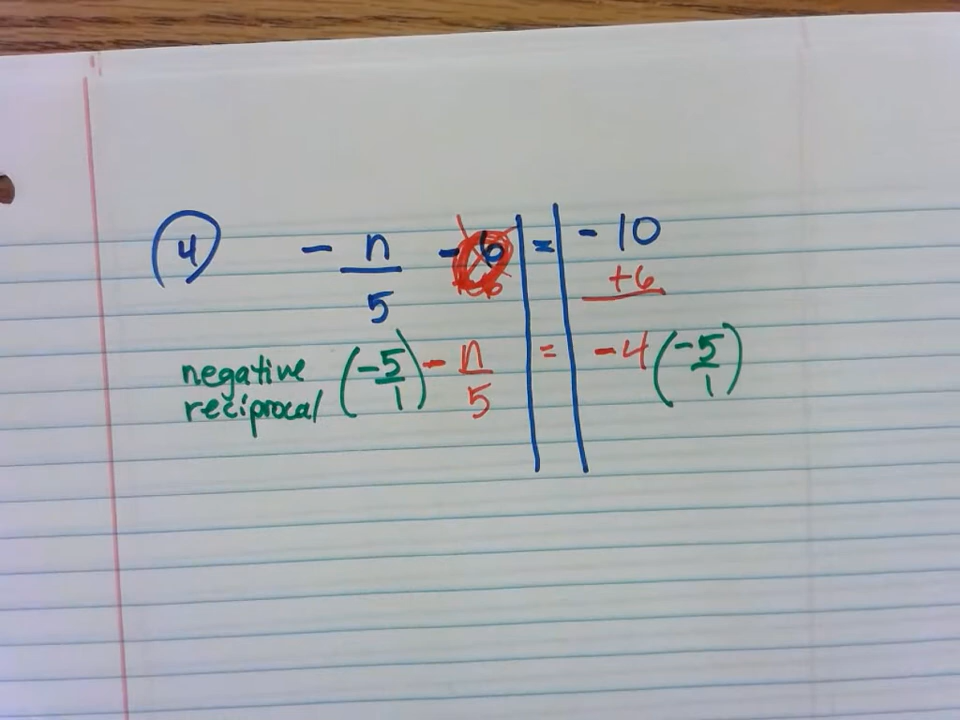 4 - n/5 - 6 = -10
+6 +6
negative reciprocal (-5/1) - n/5 = -4 (-5/1)